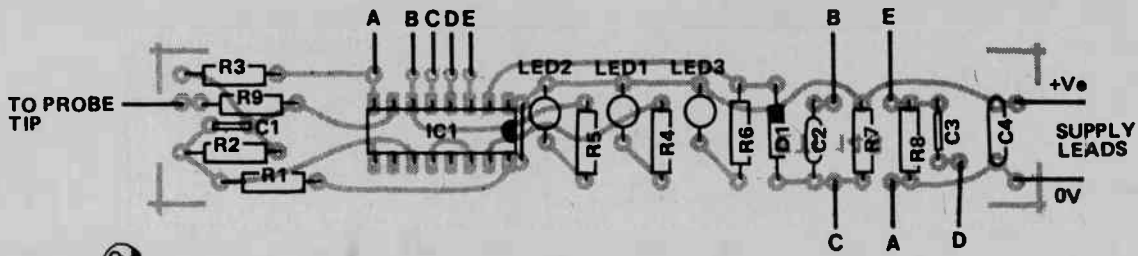 A B C D E B E
R3 LED2 LED1 LED3 +Ve
TO PROBE TIP
R9 C1 IC1 R5 R4 R6 D1 C2 R7 R8 C3 C4
SUPPLY LEADS
R2
R1
0V
C A D